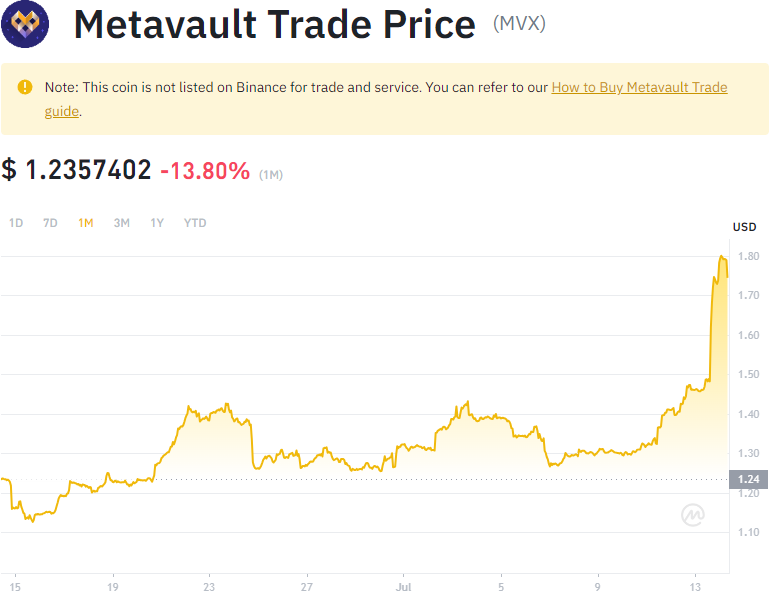 Metavault Trade Price (MVX)
Note: This coin is not listed on Binance for trade and service. You can refer to our How to Buy Metavault Trade
guide.
$ 1.2357402 -13.80% (1M)
1D 7D 1M 3M 1Y YTD
USD
1.80
1.70
1.60
1.50
1.40
1.30
1.24
1.20
1.10
15 19 23 27 Jul 5 9 13